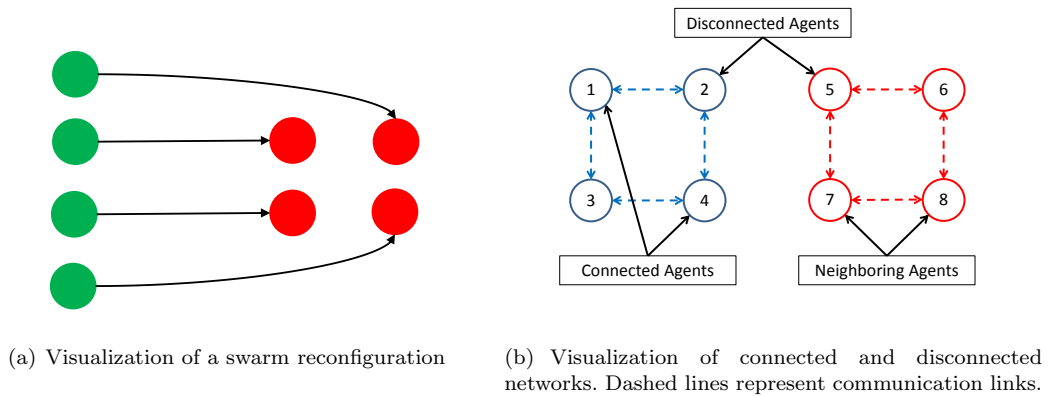 Disconnected Agents
1
2
5
6
3
4
7
8
Connected Agents
Neighboring Agents
(a) Visualization of a swarm reconfiguration
(b) Visualization of connected and disconnected
networks. Dashed lines represent communication links.